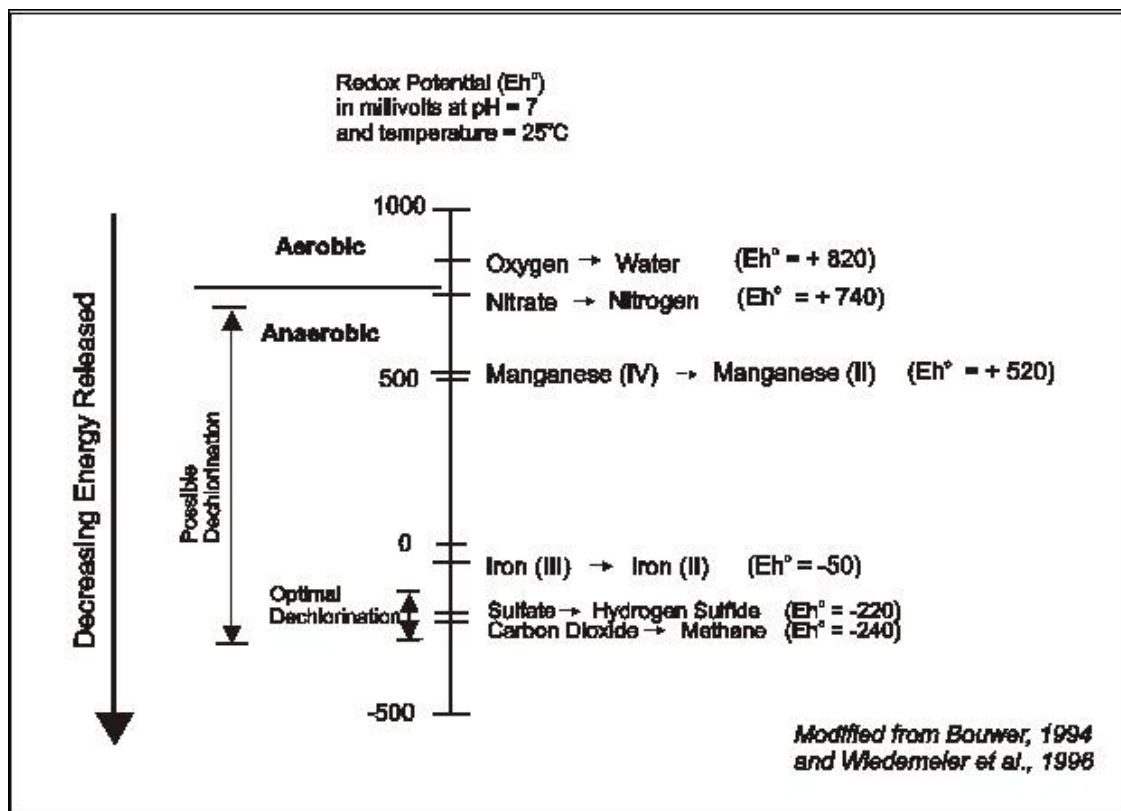 Redox Potential (Eh°)
in millivolts at pH = 7
and temperature = 25°C
1000
Aerobic
Oxygen → Water (Eh° = + 820)
Nitrate → Nitrogen (Eh° = + 740)
Anaerobic
500
Manganese (IV) → Manganese (II) (Eh° = + 520)
Decreasing Energy Released
Possible
Dechlorination
0
Iron (III) → Iron (II) (Eh° = -50)
Optimal
Dechlorination
Sulfate → Hydrogen Sulfide (Eh° = -220)
Carbon Dioxide → Methane (Eh° = -240)
-500
Modified from Bouwer, 1994
and Wiedemeier et al., 1996